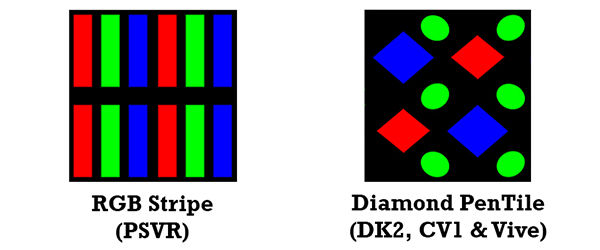 RGB Stripe
(PSVR)
Diamond PenTile
(DK2, CV1 & Vive)